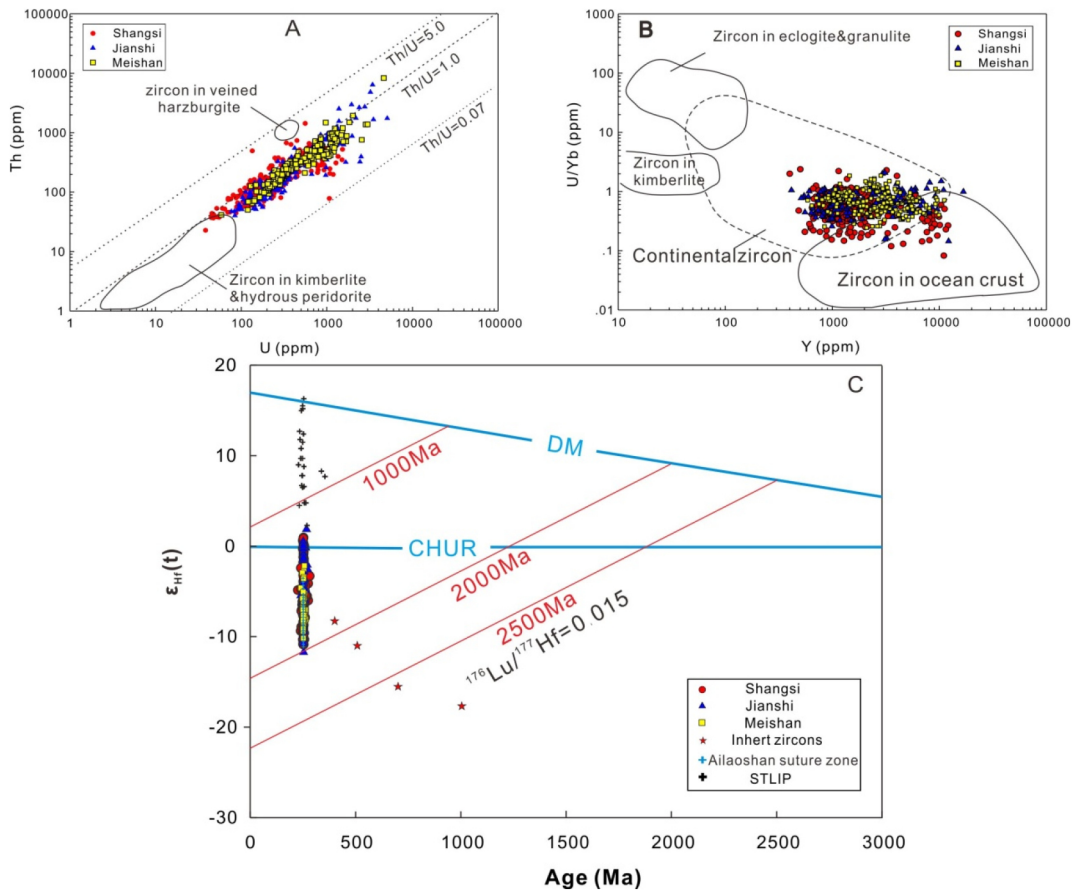 A
Th (ppm)
100000
10000
1000
100
10
1
Shangsi
Jianshi
Meishan
zircon in veined
harzburgite
Th/U=5.0
Th/U=1.0
Th/U=0.07
Zircon in kimberlite
&hydrous peridorite
1
10
100
1000
10000
100000
U (ppm)
B
U/Yb (ppm)
1000
100
10
1
.1
.01
Zircon in eclogite&granulite
Shangsi
Jianshi
Meishan
Zircon in
kimberlite
Continentalzircon
Zircon in ocean crust
10
100
1000
10000
100000
Y (ppm)
C
εHf(t)
20
10
0
-10
-20
-30
DM
1000Ma
CHUR
2000Ma
2500Ma
¹⁷⁶Lu/¹⁷⁷Hf=0.015
Shangsi
Jianshi
Meishan
Inhert zircons
Ailaoshan suture zone
STLIP
0
500
1000
1500
2000
2500
3000
Age (Ma)